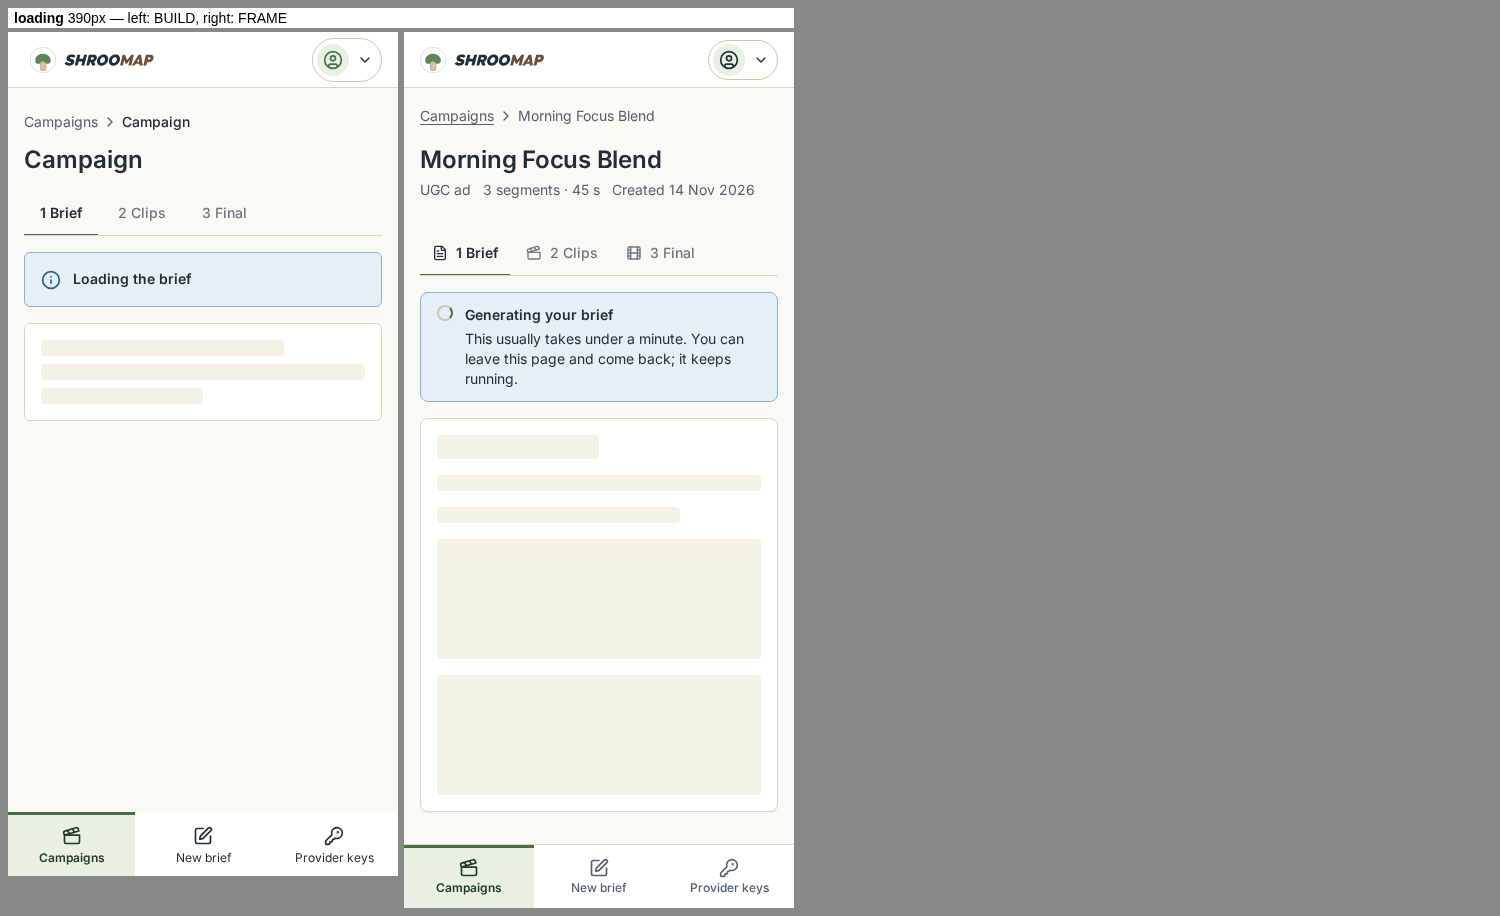 loading 390px — left: BUILD, right: FRAME
SHROOMAP
Campaigns > Campaign
Campaign
1 Brief 2 Clips 3 Final
Loading the brief
Campaigns New brief Provider keys
SHROOMAP
Campaigns > Morning Focus Blend
Morning Focus Blend
UGC ad 3 segments · 45 s Created 14 Nov 2026
1 Brief 2 Clips 3 Final
Generating your brief
This usually takes under a minute. You can
leave this page and come back; it keeps
running.
Campaigns New brief Provider keys